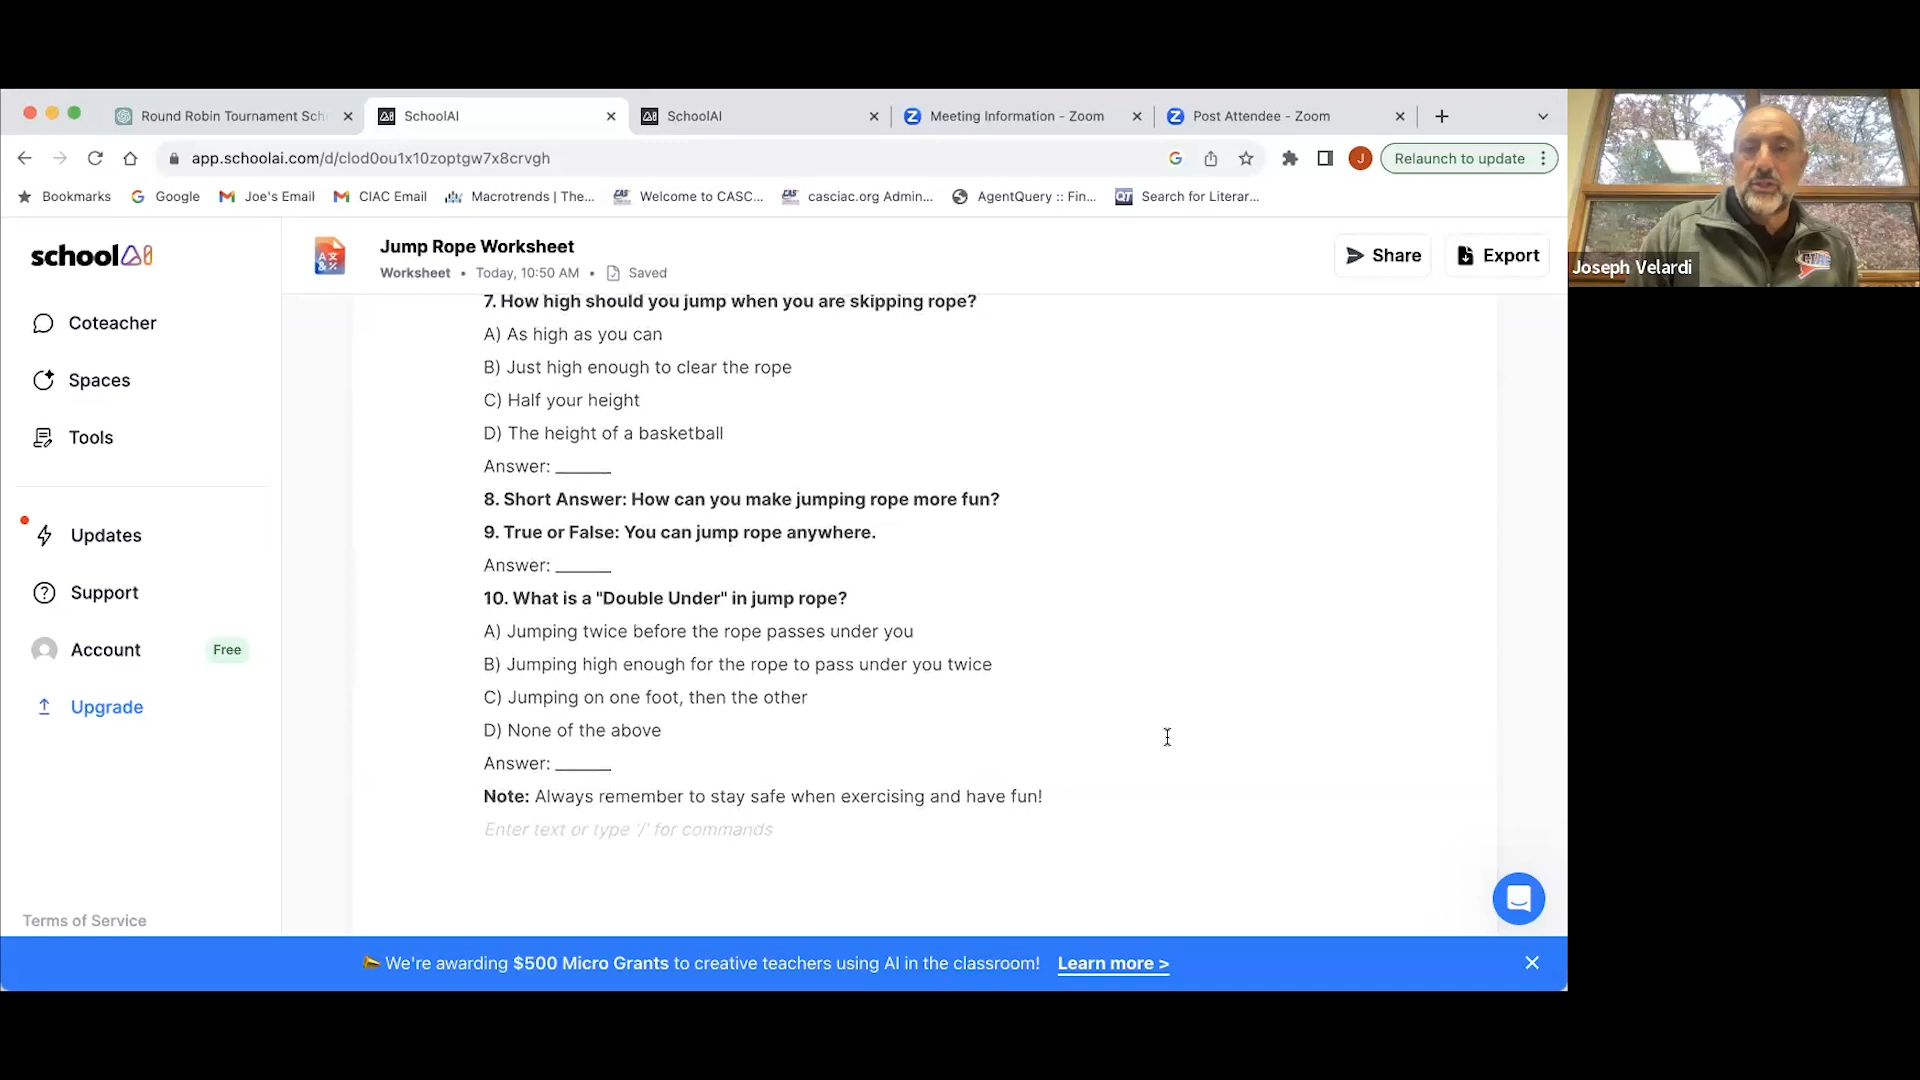 Round Robin Tournament Sch
SchoolAI
SchoolAI
Meeting Information - Zoom
Post Attendee - Zoom
app.schoolai.com/d/clod0ou1x10zoptgw7x8crvgh
J
Relaunch to update
Bookmarks
Google
Joe's Email
CIAC Email
Macrotrends | The...
Welcome to CASC...
casciac.org Admin...
AgentQuery :: Fin...
QT Search for Literar...
schoolAI
Jump Rope Worksheet
Worksheet • Today, 10:50 AM • Saved
Share
Export
Joseph Velardi
Coteacher
Spaces
Tools
Updates
Support
Account Free
Upgrade
Terms of Service
7. How high should you jump when you are skipping rope?
A) As high as you can
B) Just high enough to clear the rope
C) Half your height
D) The height of a basketball
Answer: ______
8. Short Answer: How can you make jumping rope more fun?
9. True or False: You can jump rope anywhere.
Answer: ______
10. What is a "Double Under" in jump rope?
A) Jumping twice before the rope passes under you
B) Jumping high enough for the rope to pass under you twice
C) Jumping on one foot, then the other
D) None of the above
Answer: ______
Note: Always remember to stay safe when exercising and have fun!
Enter text or type '/' for commands
We're awarding $500 Micro Grants to creative teachers using AI in the classroom! Learn more >